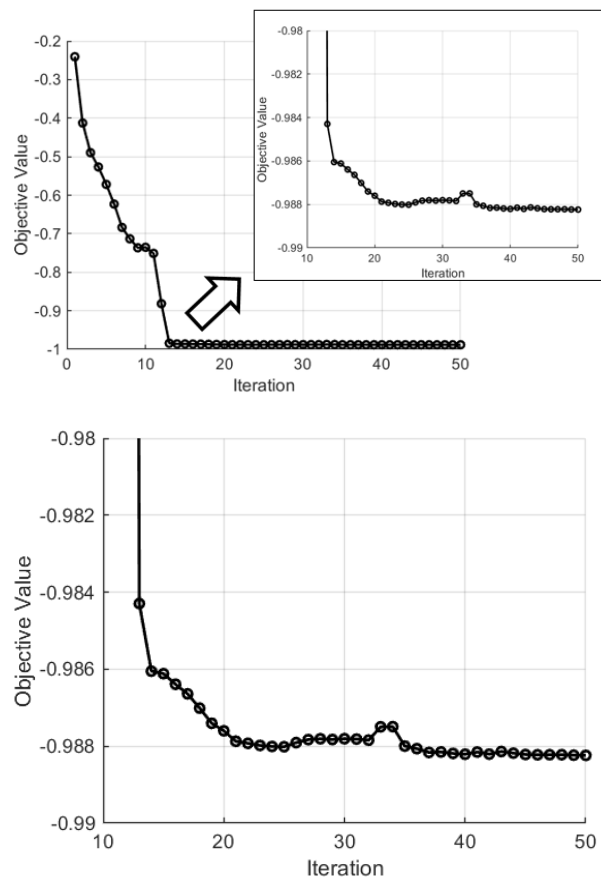 -0.2
-0.3
-0.4
-0.5
-0.6
-0.7
-0.8
-0.9
-1
0 10 20 30 40 50
Objective Value
Iteration
-0.98
-0.982
-0.984
-0.986
-0.988
-0.99
10 20 30 40 50
Objective Value
Iteration
-0.98
-0.982
-0.984
-0.986
-0.988
-0.99
10 20 30 40 50
Objective Value
Iteration